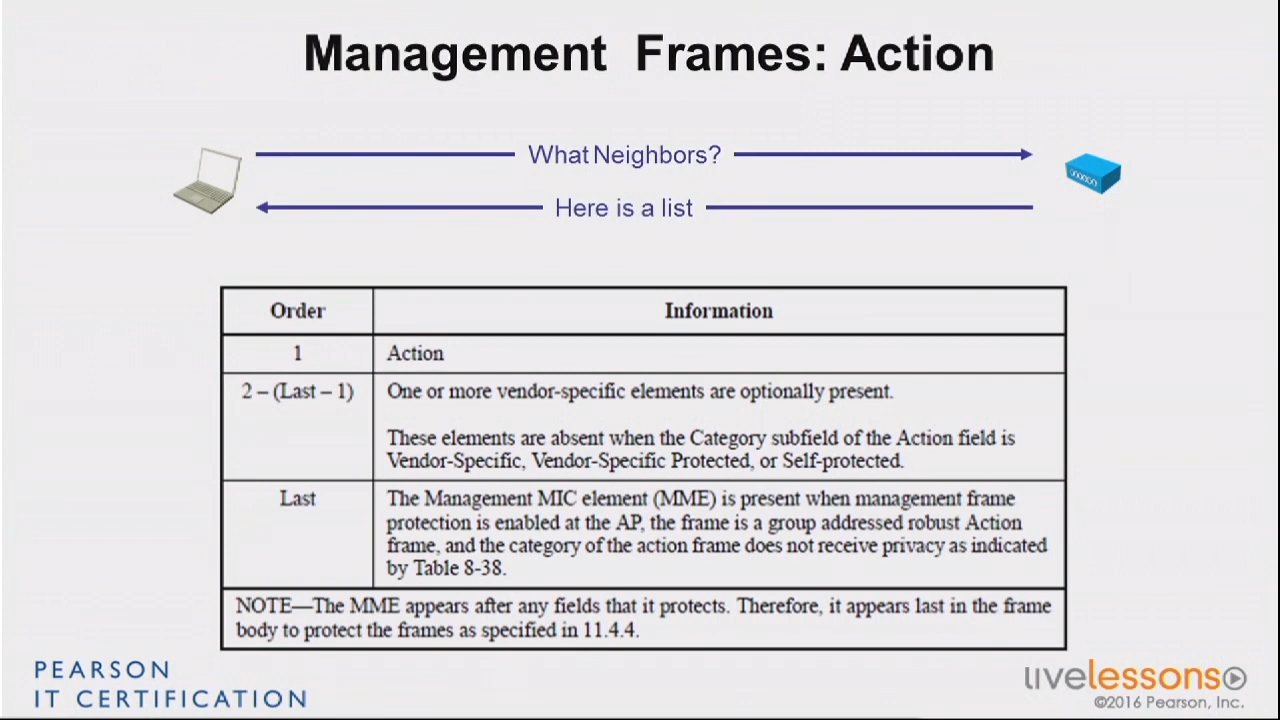 Management Frames: Action
What Neighbors?
Here is a list
Order Information
1 Action
2 – (Last – 1) One or more vendor-specific elements are optionally present.
These elements are absent when the Category subfield of the Action field is
Vendor-Specific, Vendor-Specific Protected, or Self-protected.
Last The Management MIC element (MME) is present when management frame
protection is enabled at the AP, the frame is a group addressed robust Action
frame, and the category of the action frame does not receive privacy as indicated
by Table 8-38.
NOTE—The MME appears after any fields that it protects. Therefore, it appears last in the frame
body to protect the frames as specified in 11.4.4.
PEARSON
IT CERTIFICATION
livelessons
©2016 Pearson, Inc.